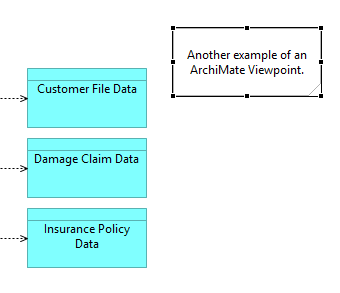 Another example of an
ArchiMate Viewpoint.
Customer File Data
Damage Claim Data
Insurance Policy
Data